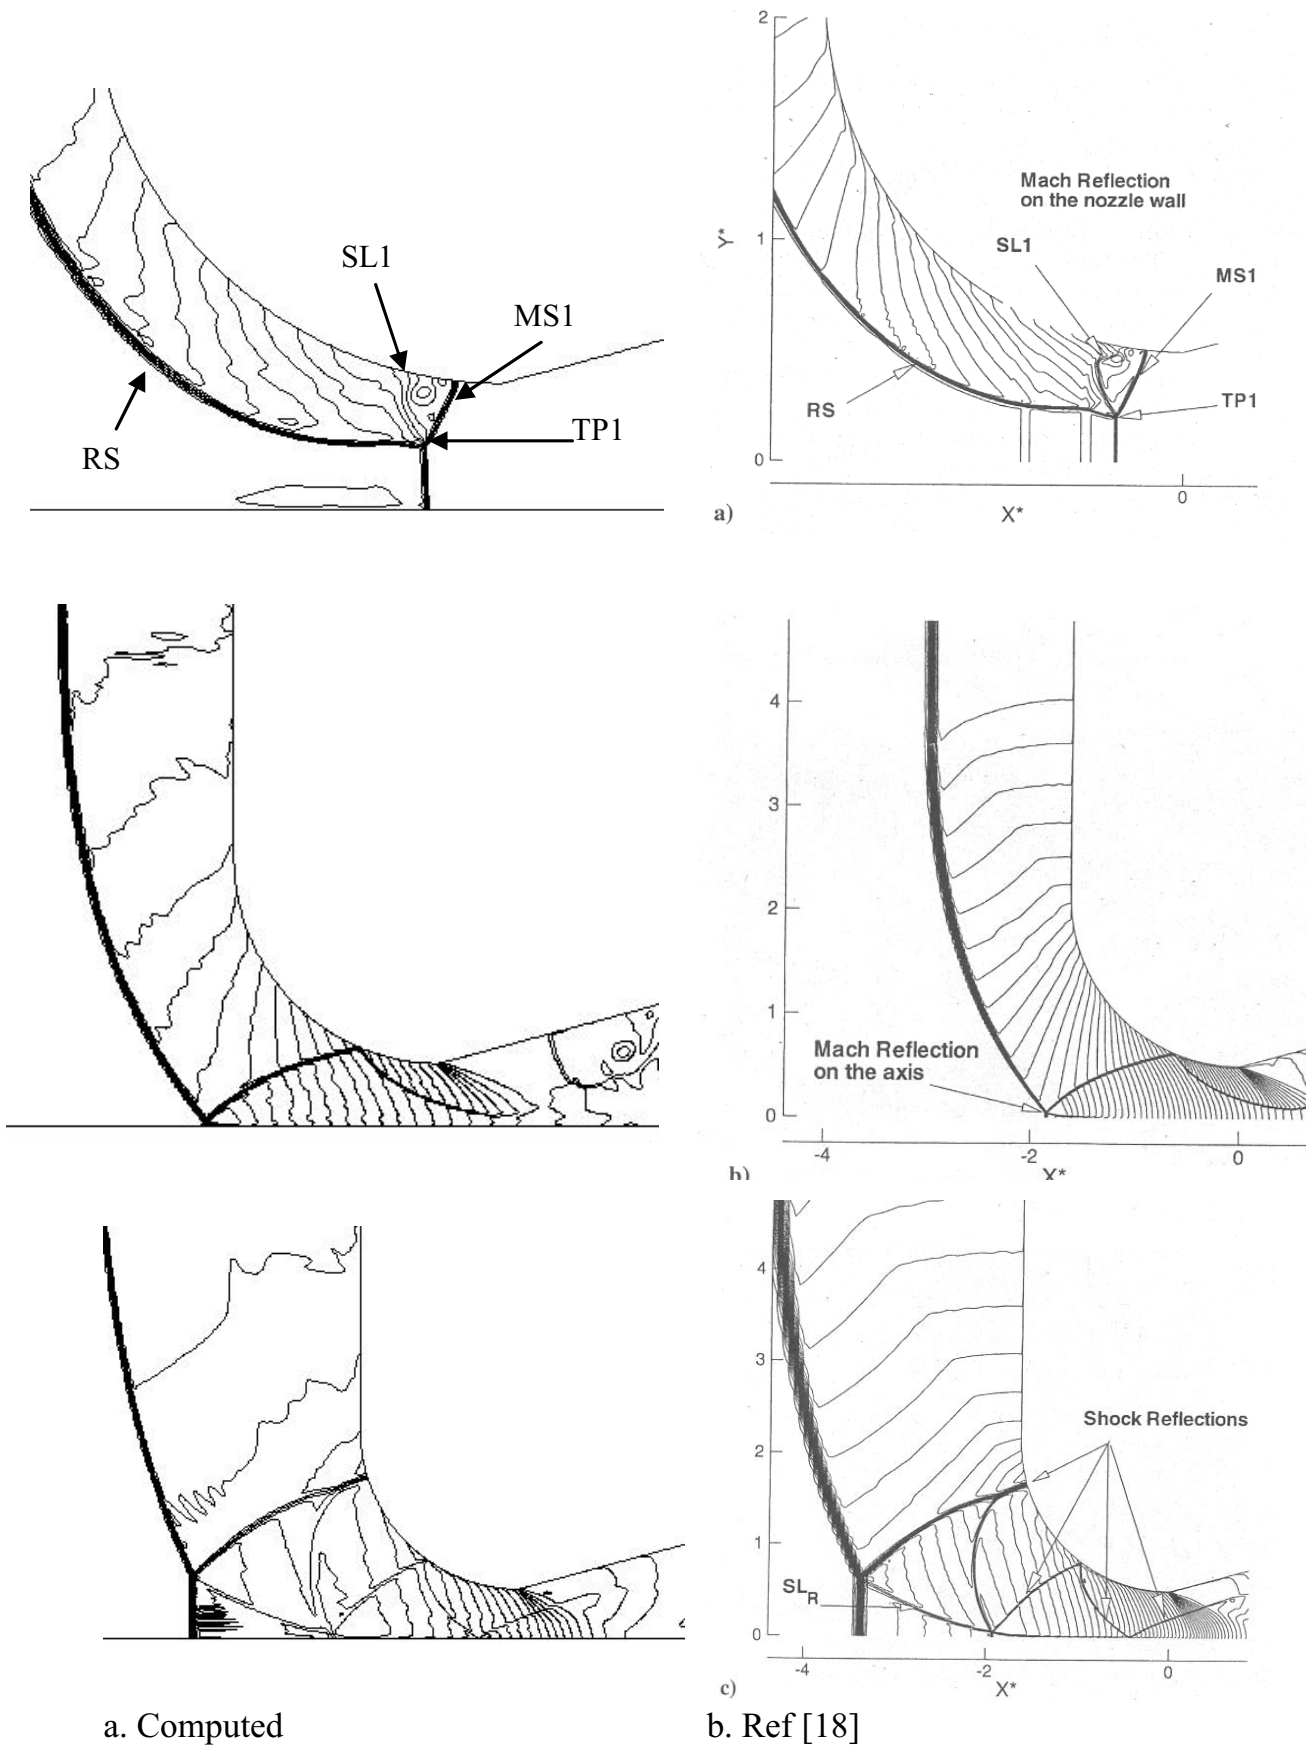 SL1
MS1
TP1
RS
2
Mach Reflection
on the nozzle wall
SL1
MS1
Y*
1
RS
TP1
0
0
a)
X*
4
3
2
1
Mach Reflection
on the axis
0
-4
-2
0
b)
X*
4
3
Shock Reflections
2
1
SLR
0
-4
-2
0
c)
X*
a. Computed
b. Ref [18]